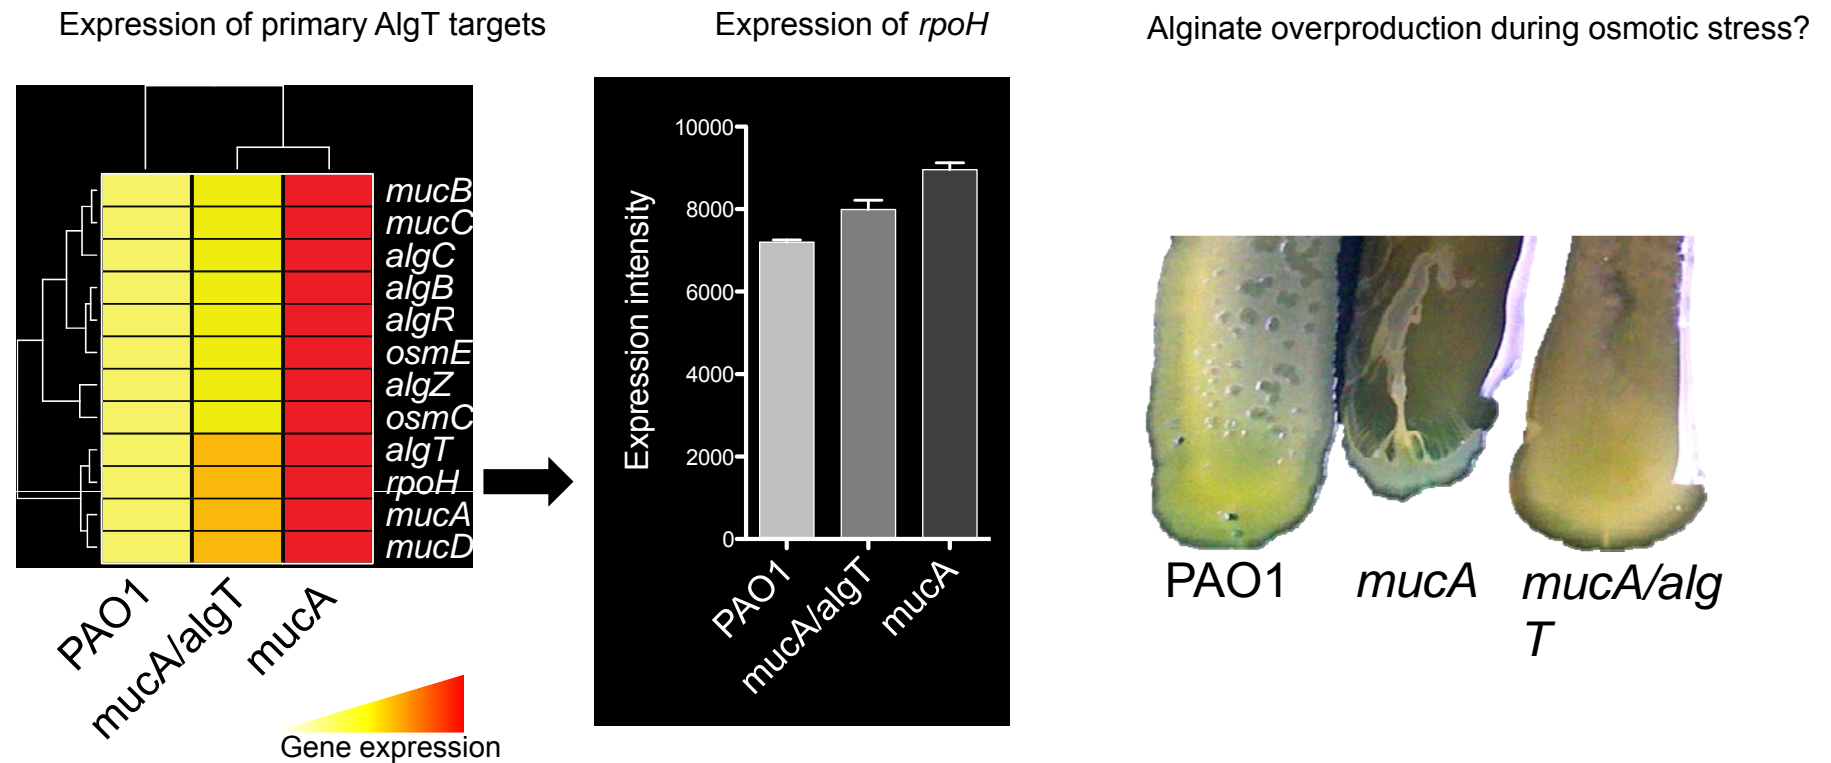 Expression of primary AlgT targets
mucB
mucC
algC
algB
algR
osmE
algZ
osmC
algT
rpoH
mucA
mucD
PAO1
mucA/algT
mucA
Gene expression
Expression of rpoH
Expression intensity
10000
8000
6000
4000
2000
0
PAO1
mucA/algT
mucA
Alginate overproduction during osmotic stress?
PAO1
mucA
mucA/alg
T